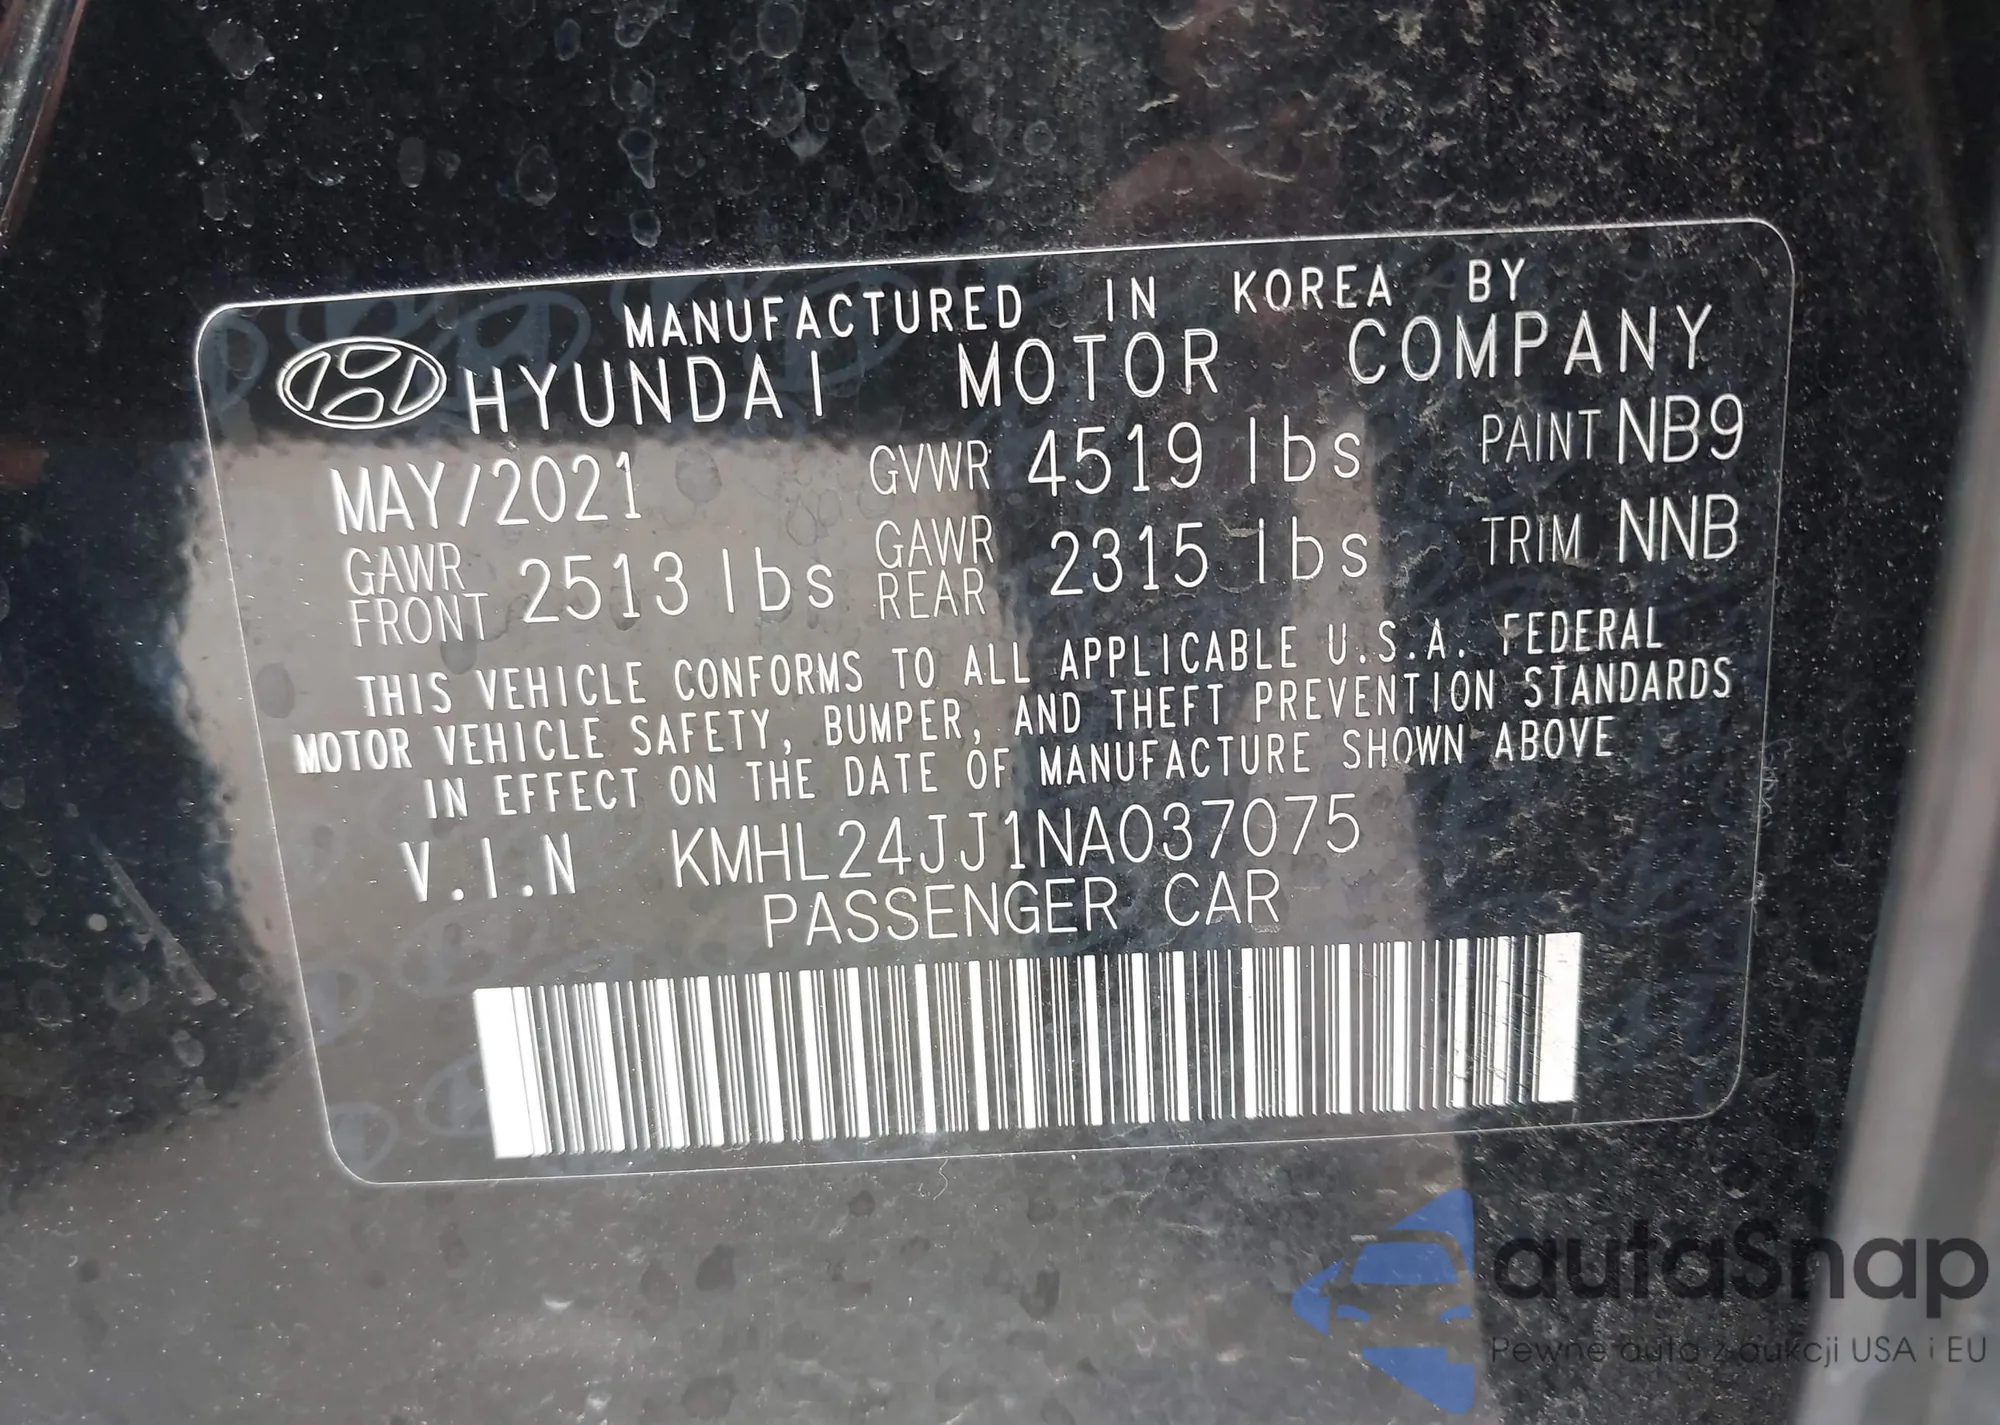 MANUFACTURED IN KOREA BY
HYUNDAI MOTOR COMPANY
MAY/2021 GVWR 4519 lbs PAINT NB9
GAWR FRONT 2513 lbs GAWR REAR 2315 lbs TRIM NNB
THIS VEHICLE CONFORMS TO ALL APPLICABLE U.S.A. FEDERAL
MOTOR VEHICLE SAFETY, BUMPER, AND THEFT PREVENTION STANDARDS
IN EFFECT ON THE DATE OF MANUFACTURE SHOWN ABOVE
V.I.N KMHL24JJ1NA037075
PASSENGER CAR
autaSnap
Pewne auta z aukcji USA i EU